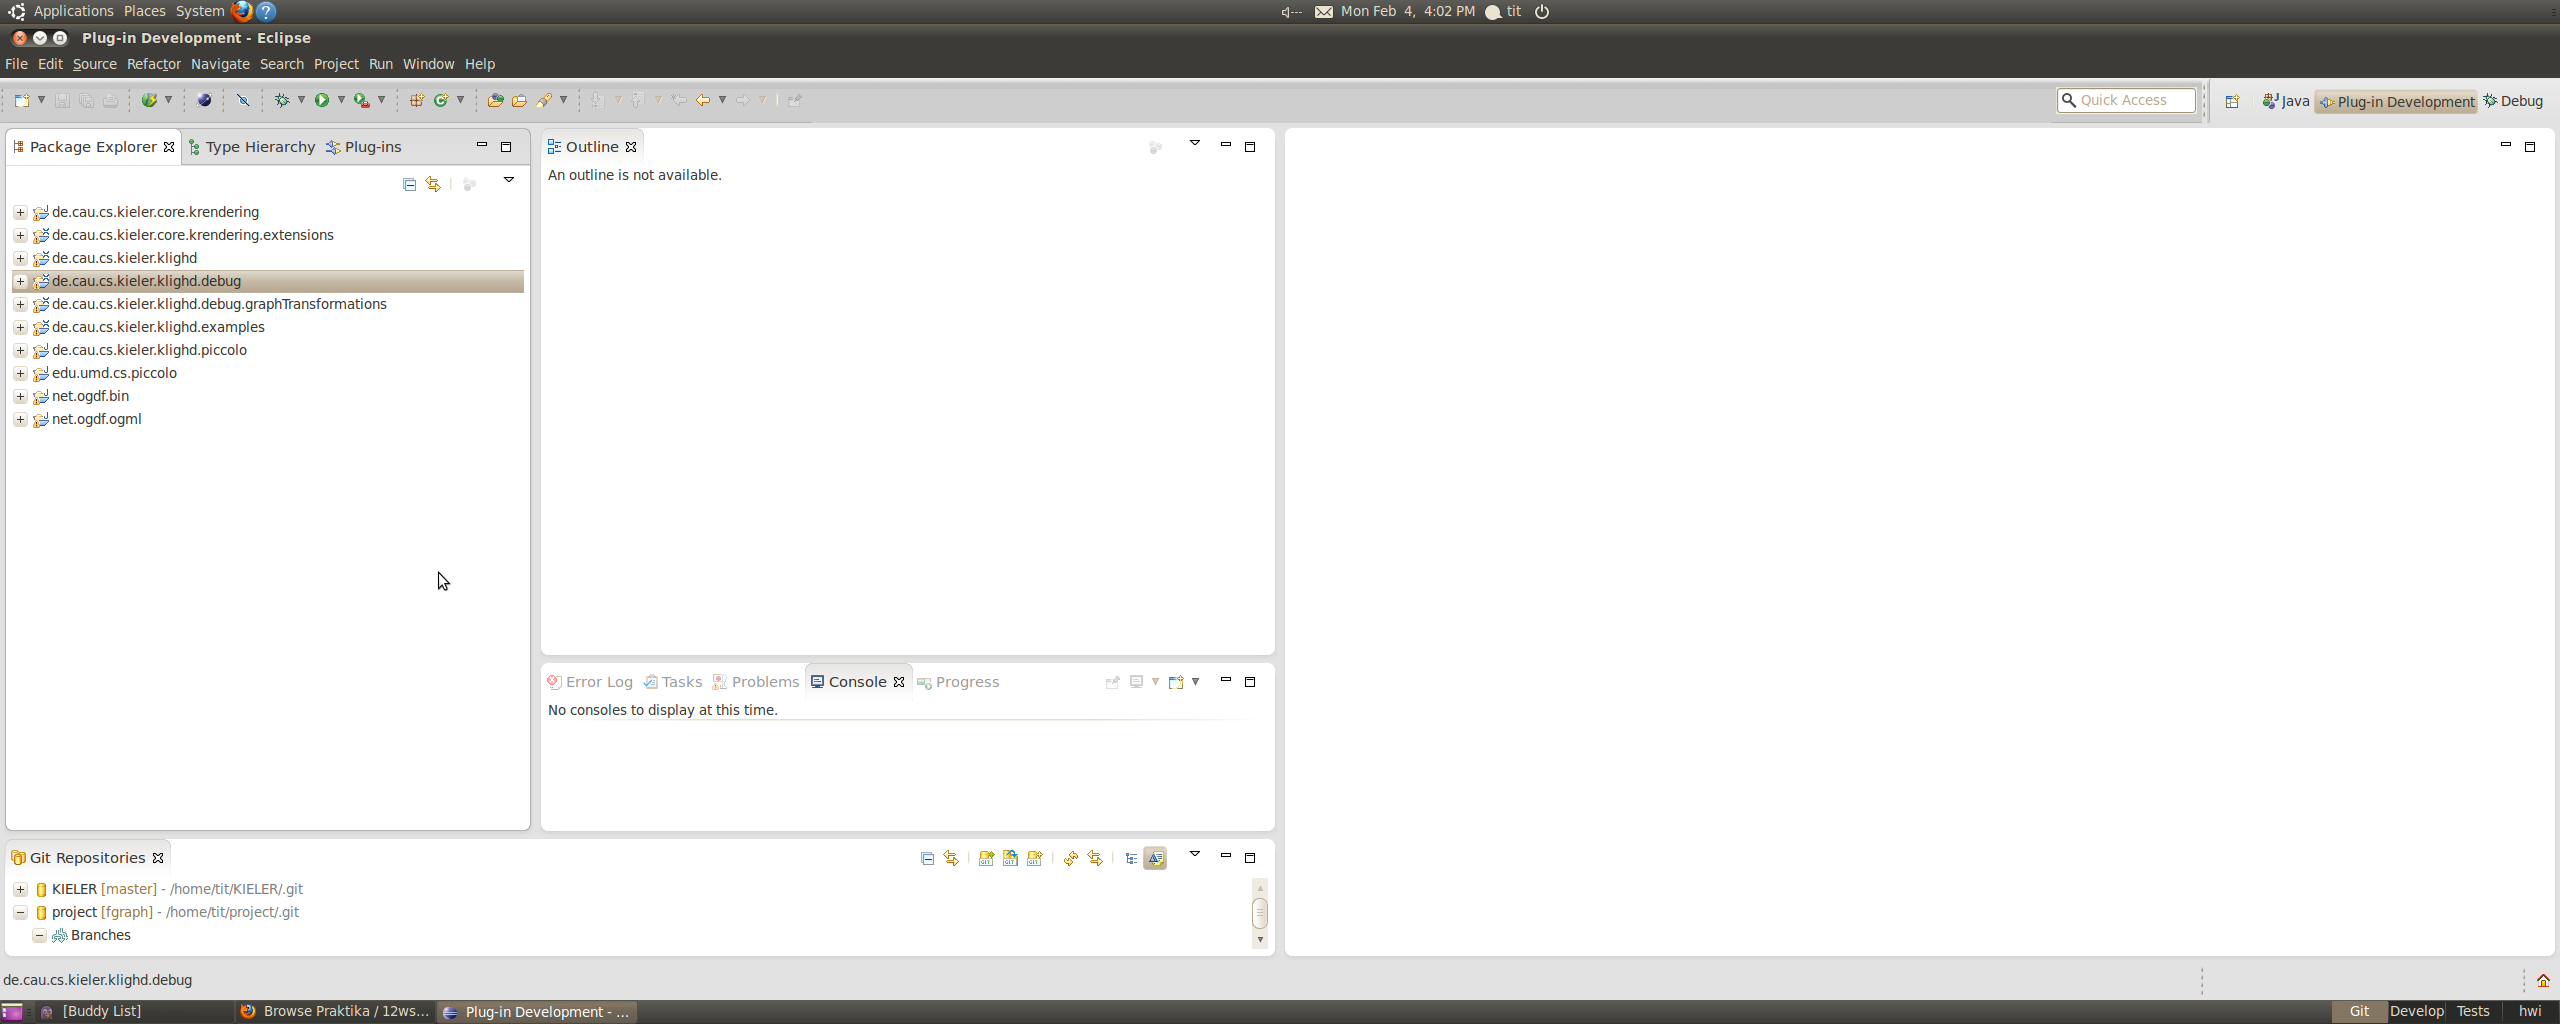 Applications Places System
Mon Feb 4, 4:02 PM tit
Plug-in Development - Eclipse
File Edit Source Refactor Navigate Search Project Run Window Help
Quick Access
Java Plug-in Development Debug
Package Explorer Type Hierarchy Plug-ins
de.cau.cs.kieler.core.krendering
de.cau.cs.kieler.core.krendering.extensions
de.cau.cs.kieler.klighd
de.cau.cs.kieler.klighd.debug
de.cau.cs.kieler.klighd.debug.graphTransformations
de.cau.cs.kieler.klighd.examples
de.cau.cs.kieler.klighd.piccolo
edu.umd.cs.piccolo
net.ogdf.bin
net.ogdf.ogml
Outline
An outline is not available.
Error Log Tasks Problems Console Progress
No consoles to display at this time.
Git Repositories
KIELER [master] - /home/tit/KIELER/.git
project [fgraph] - /home/tit/project/.git
Branches
de.cau.cs.kieler.klighd.debug
[Buddy List] Browse Praktika / 12ws... Plug-in Development - ...
Git Develop Tests hwi